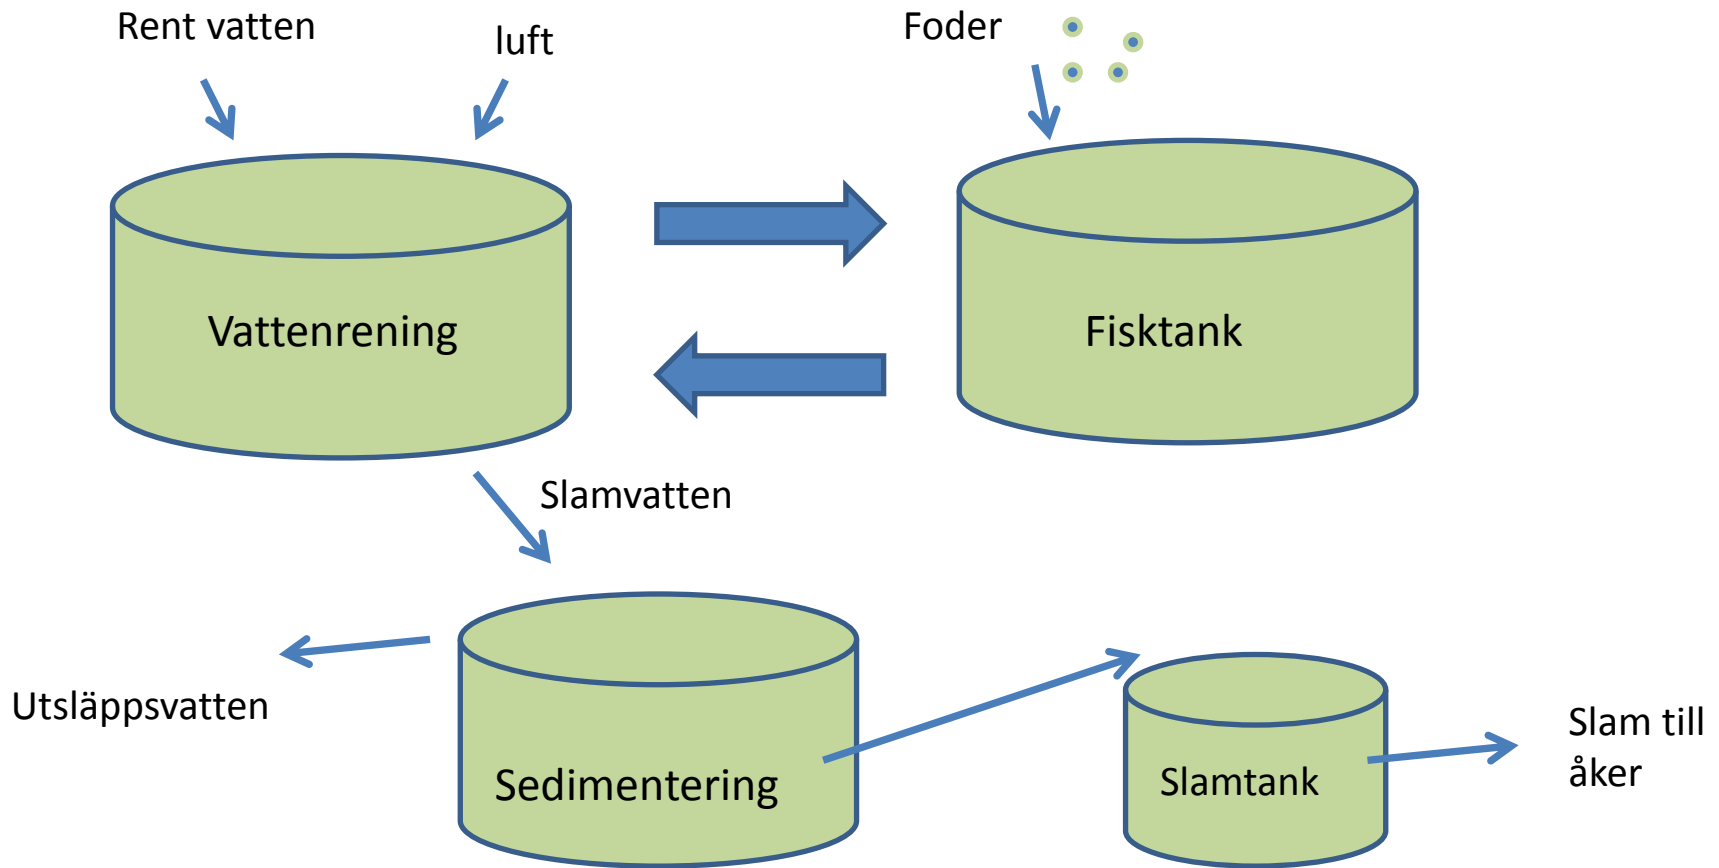 Rent vatten
luft
Foder
Vattenrening
Fisktank
Slamvatten
Utsläppsvatten
Sedimentering
Slamtank
Slam till
åker